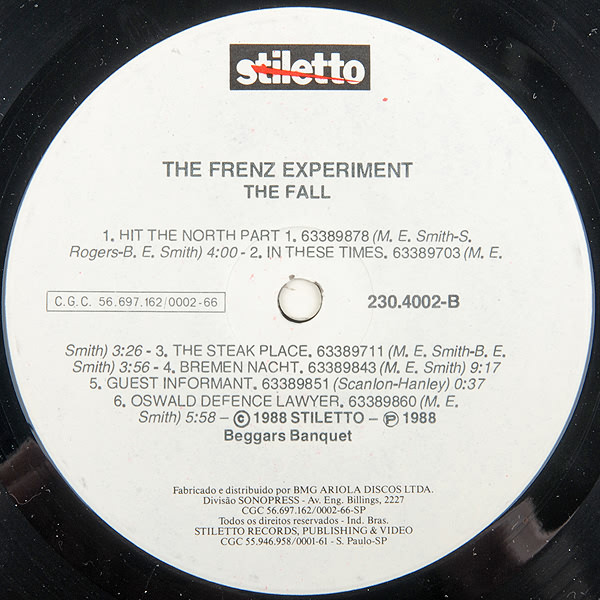 stiletto
THE FRENZ EXPERIMENT
THE FALL
1. HIT THE NORTH PART 1. 63389878 (M. E. Smith-S.
Rogers-B. E. Smith) 4:00 - 2. IN THESE TIMES. 63389703 (M. E.
C.G.C. 56.697.162/0002-66
230.4002-B
Smith) 3:26 - 3. THE STEAK PLACE. 63389711 (M. E. Smith-B. E.
Smith) 3:56 - 4. BREMEN NACHT. 63389843 (M. E. Smith) 9:17
5. GUEST INFORMANT. 63389851 (Scanlon-Hanley) 0:37
6. OSWALD DEFENCE LAWYER. 63389860 (M. E.
Smith) 5:58 - © 1988 STILETTO - ℗ 1988
Beggars Banquet
Fabricado e distribuido por BMG ARIOLA DISCOS LTDA.
Divisão SONOPRESS - Av. Eng. Billings, 2227
CGC 56.697.162/0002-66-SP
Todos os direitos reservados - Ind. Bras.
STILETTO RECORDS, PUBLISHING & VIDEO
CGC 55.946.958/0001-61 - S. Paulo-SP